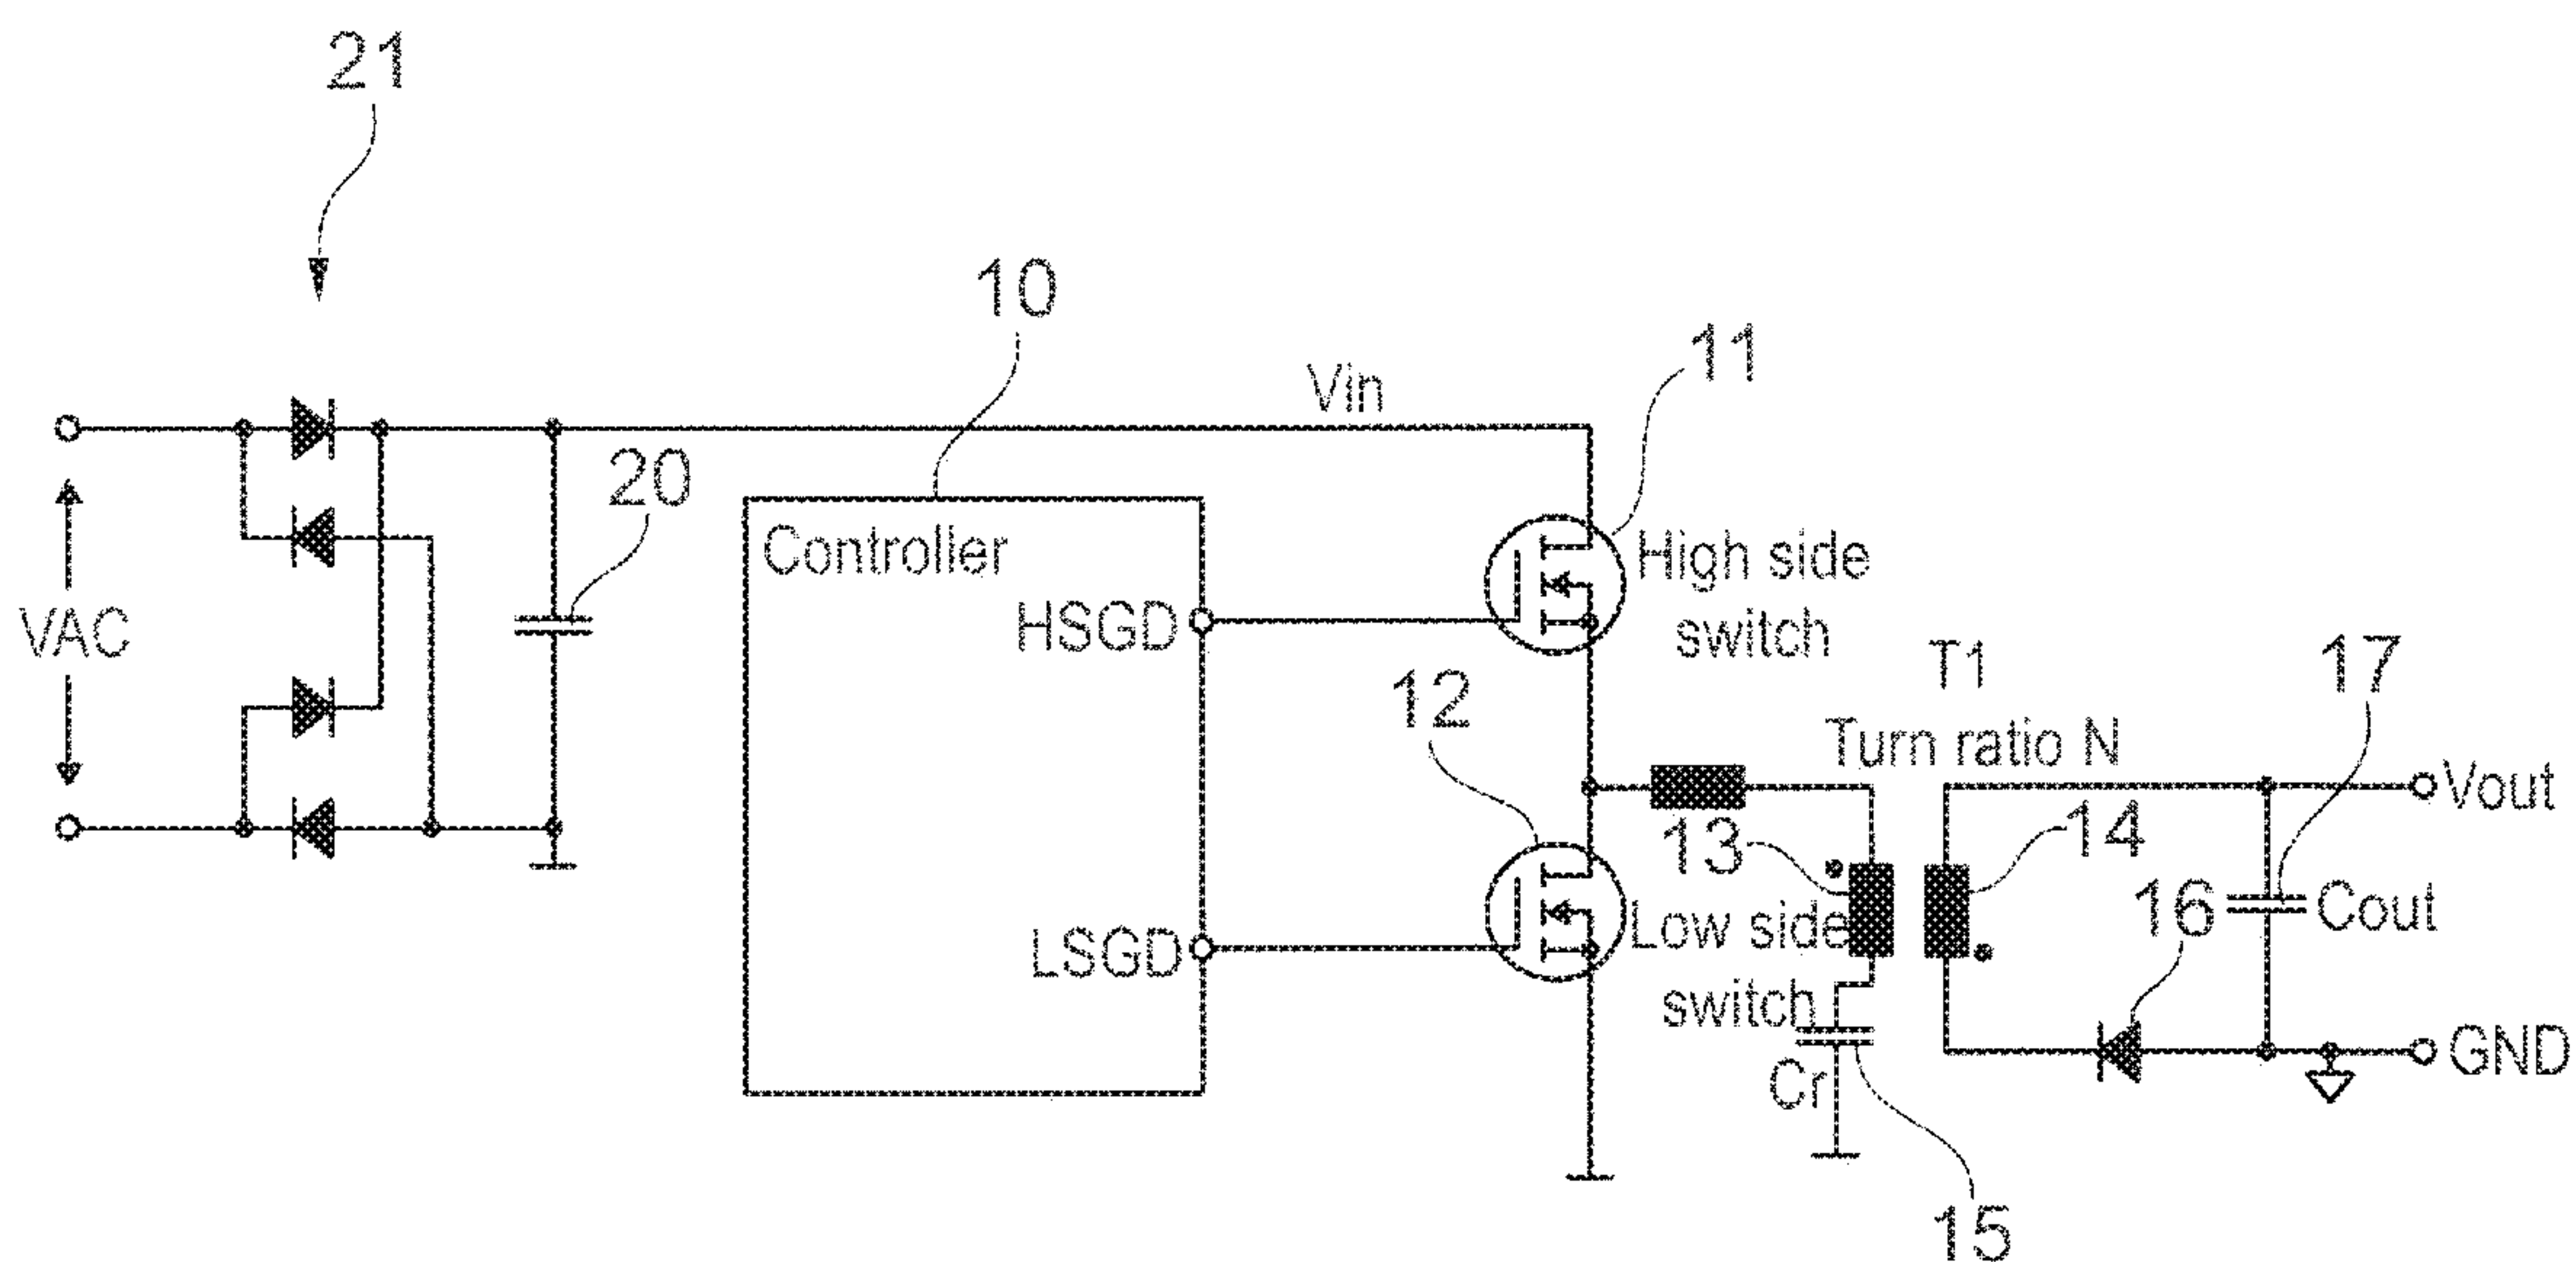 21
10
11
Vin
20
Controller
High side
switch
HSGD
VAC
T1
17
12
Turn ratio N
Vout
13
14
16
Low side
Cout
LSGD
switch
GND
Cr
15